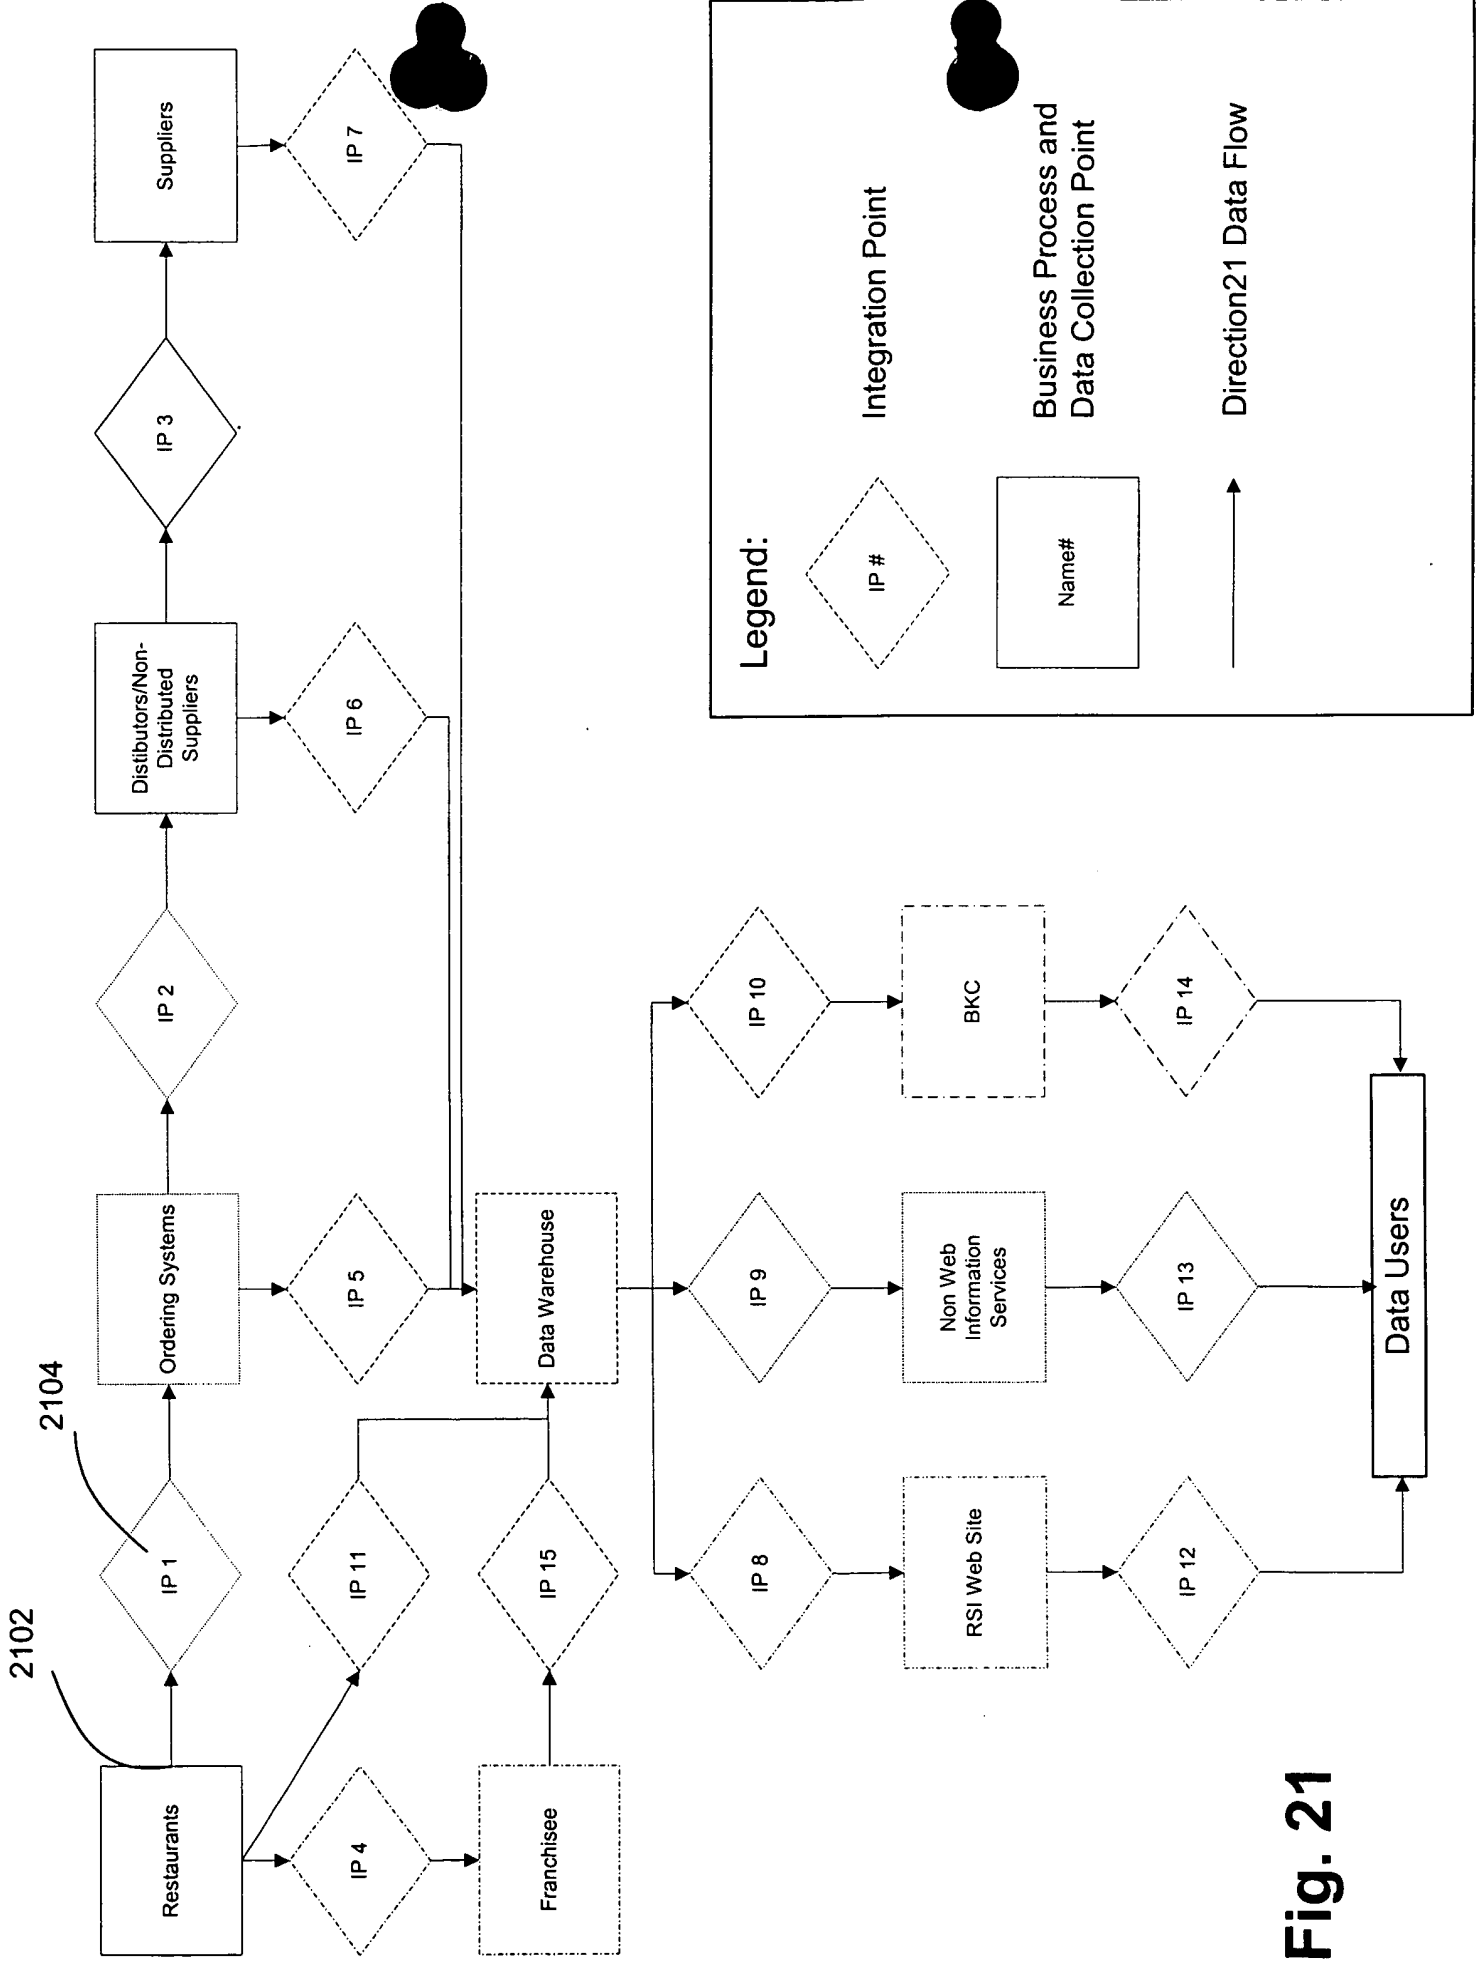 2102
2104
Restaurants
IP 1
Ordering Systems
IP 2
Distibutors/Non-
Distributed
Suppliers
IP 3
Suppliers
IP 4
IP 11
IP 5
IP 6
IP 7
Franchisee
IP 15
Data Warehouse
IP 8
IP 9
IP 10
RSI Web Site
Non Web
Information
Services
BKC
IP 12
IP 13
IP 14
Data Users
Legend:
IP #
Integration Point
Name#
Business Process and
Data Collection Point
Direction21 Data Flow
Fig. 21